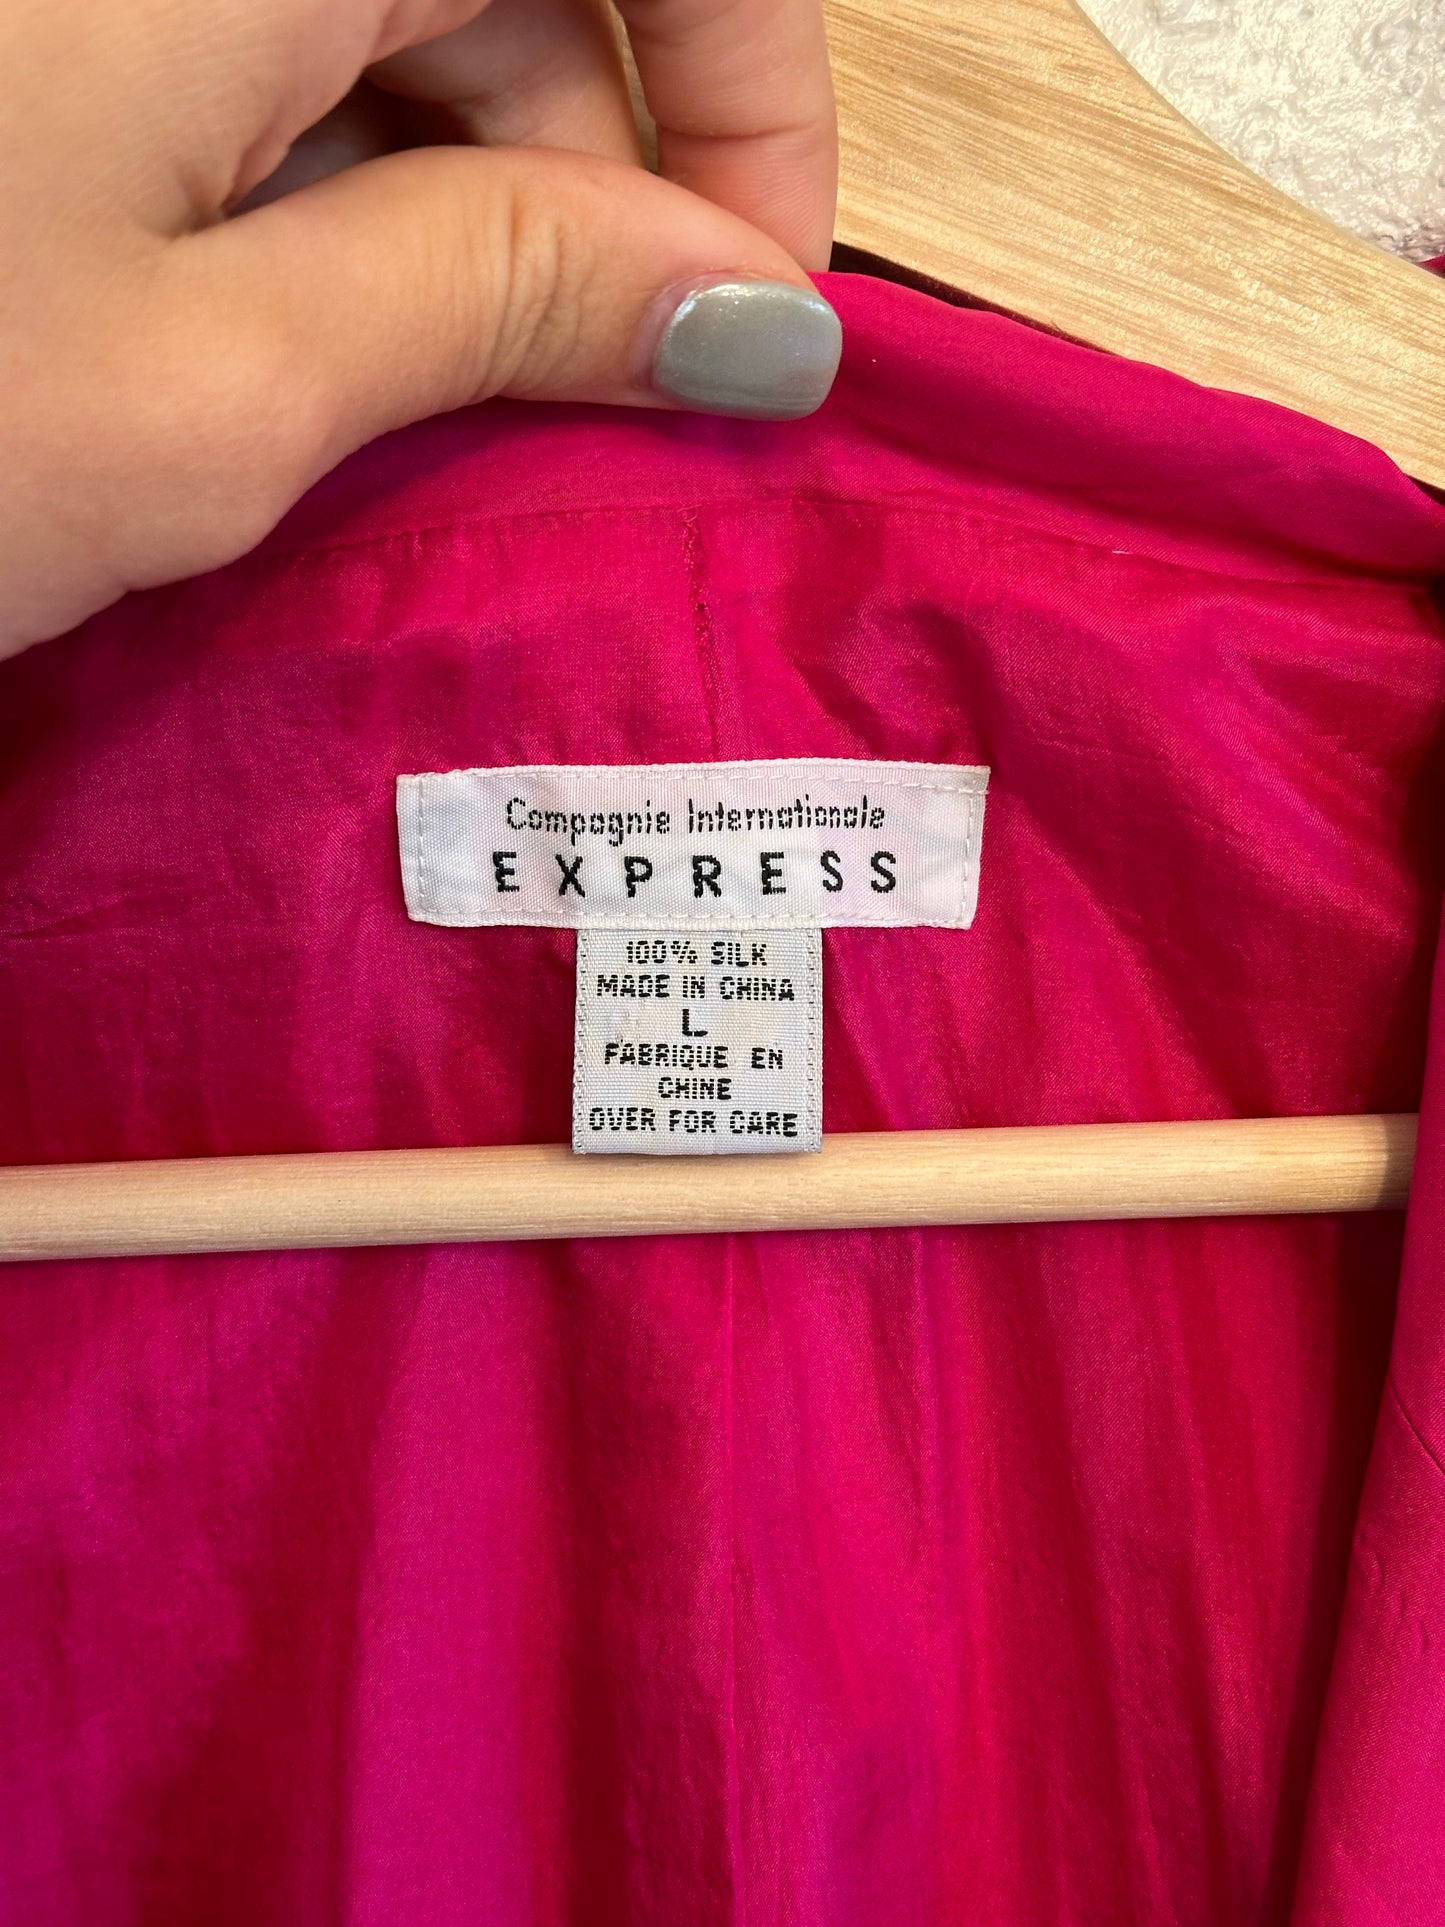 Compagnie Internationale
EXPRESS
100% SILK
MADE IN CHINA
L
FABRIQUE EN
CHINE
OVER FOR CARE